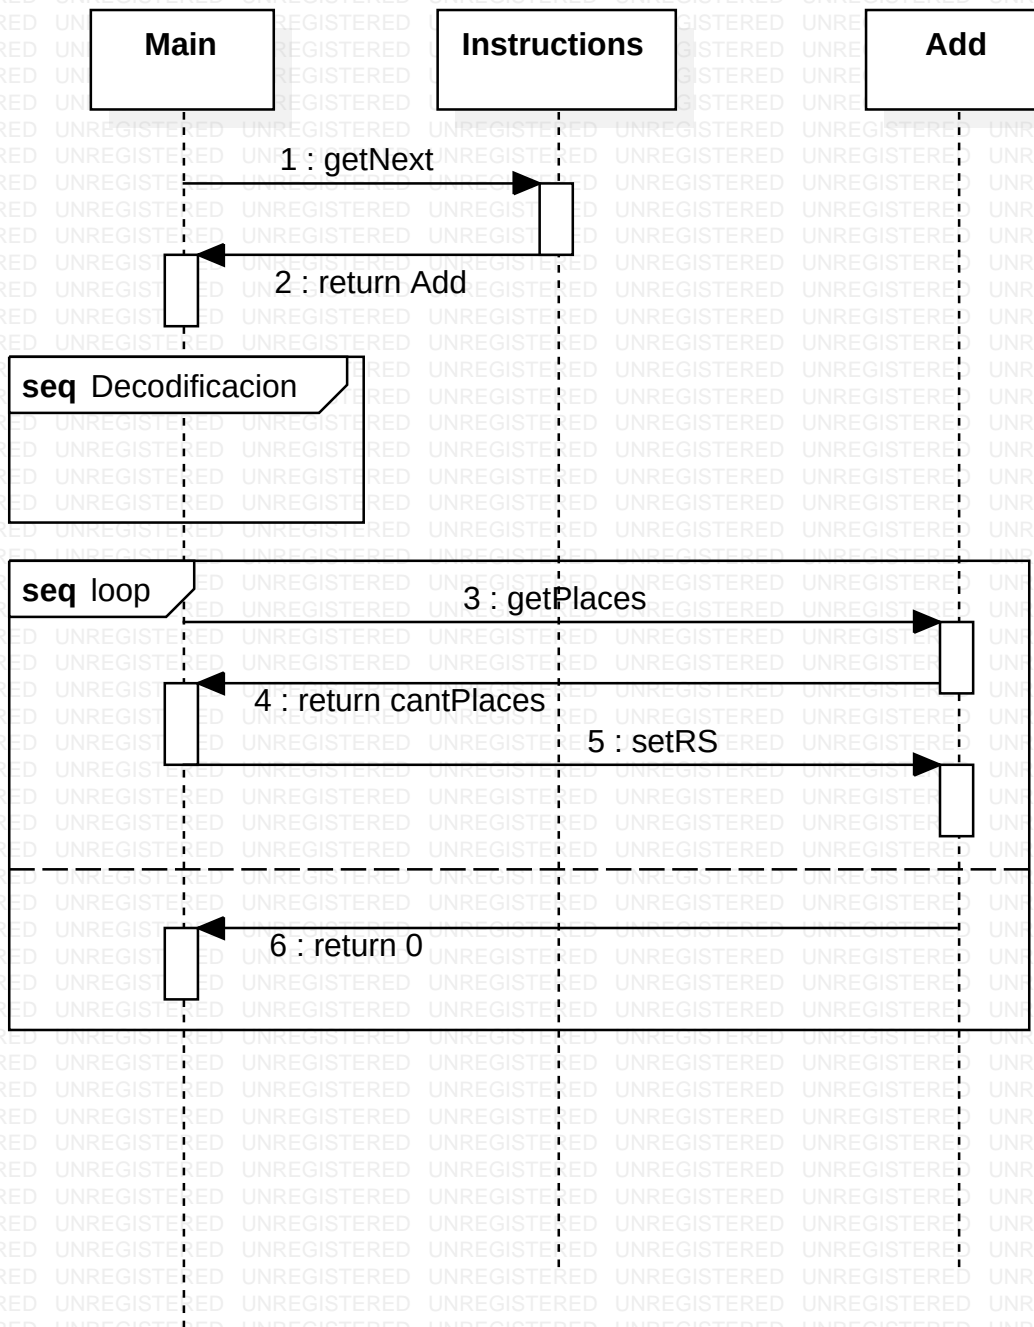 Main
Instructions
Add
1 : getNext
2 : return Add
seq Decodificacion
seq loop
3 : getPlaces
4 : return cantPlaces
5 : setRS
6 : return 0
UNREGISTERED